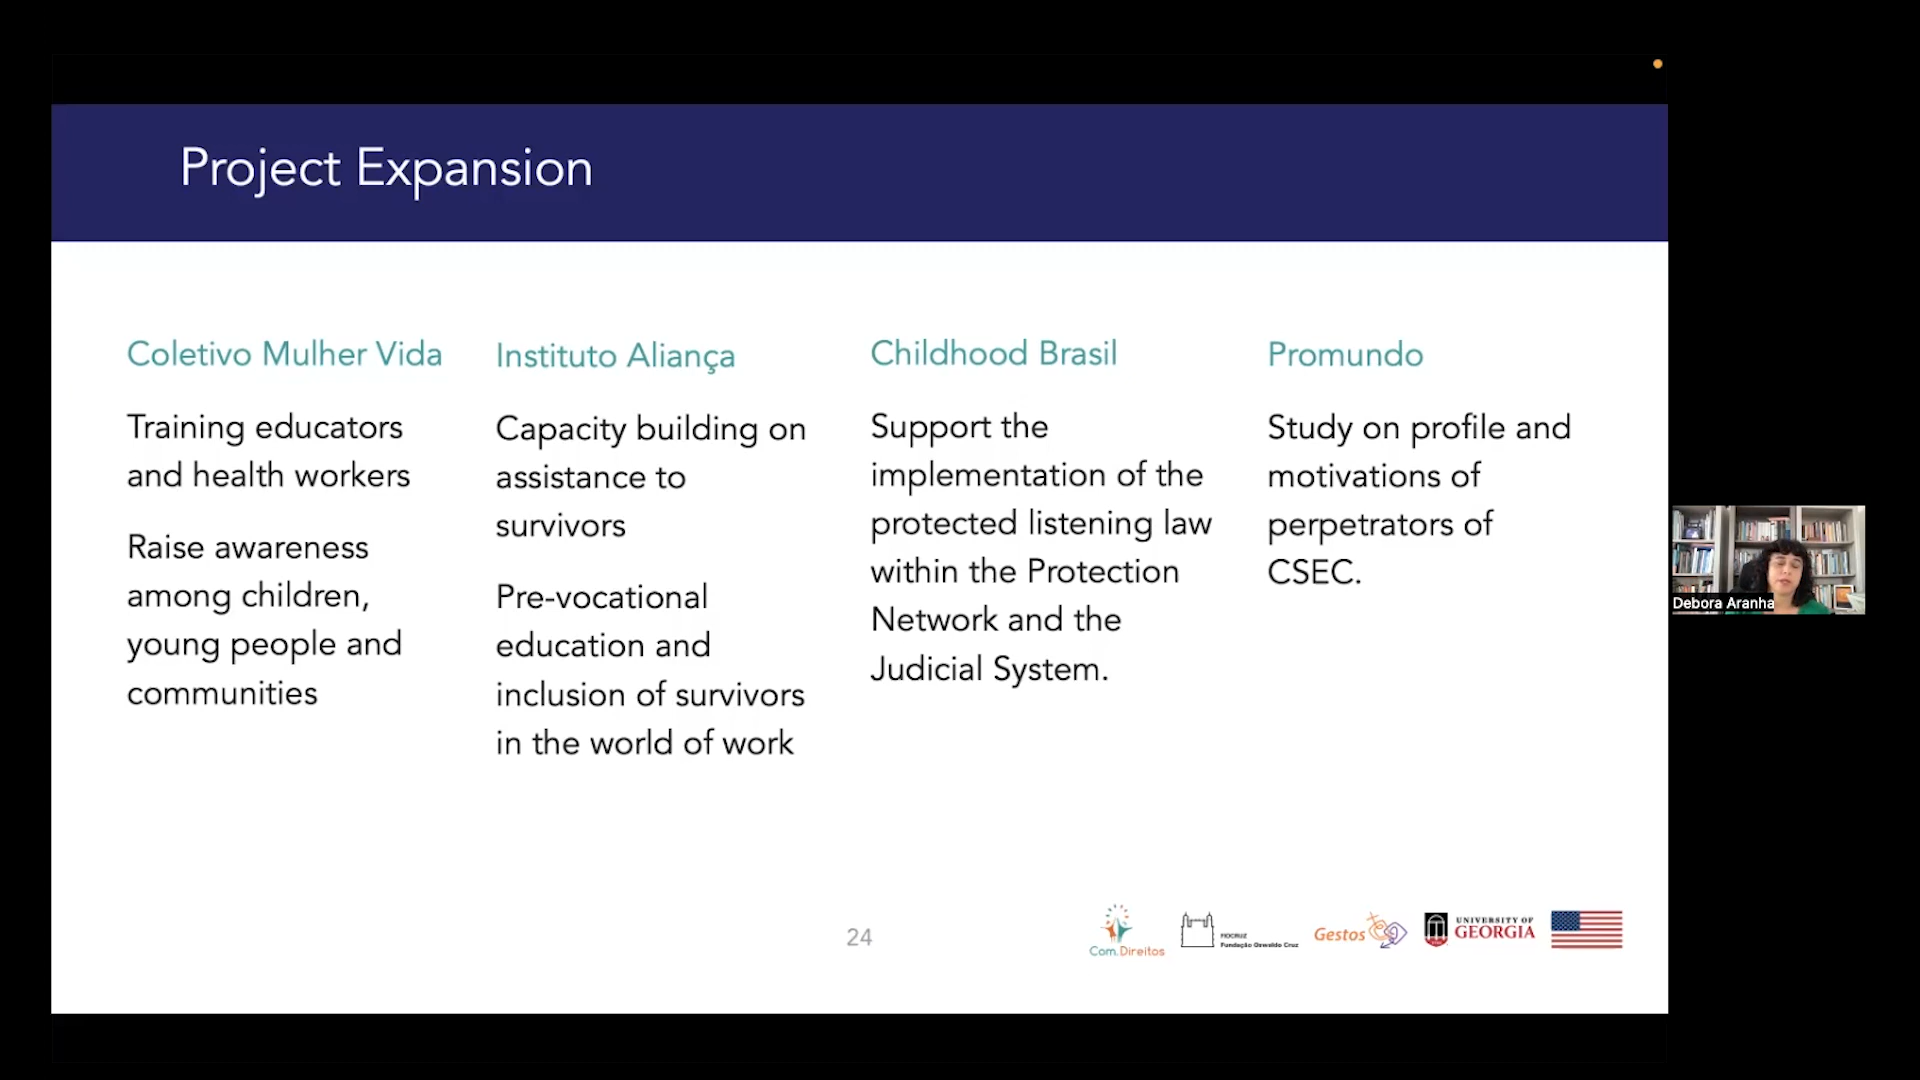 Project Expansion
Coletivo Mulher Vida
Training educators
and health workers
Raise awareness
among children,
young people and
communities
Instituto Aliança
Capacity building on
assistance to
survivors
Pre-vocational
education and
inclusion of survivors
in the world of work
Childhood Brasil
Support the
implementation of the
protected listening law
within the Protection
Network and the
Judicial System.
Promundo
Study on profile and
motivations of
perpetrators of
CSEC.
Debora Aranha
24
Com.Direitos
FIOCRUZ
Fundação Oswaldo Cruz
Gestos
UNIVERSITY OF
GEORGIA